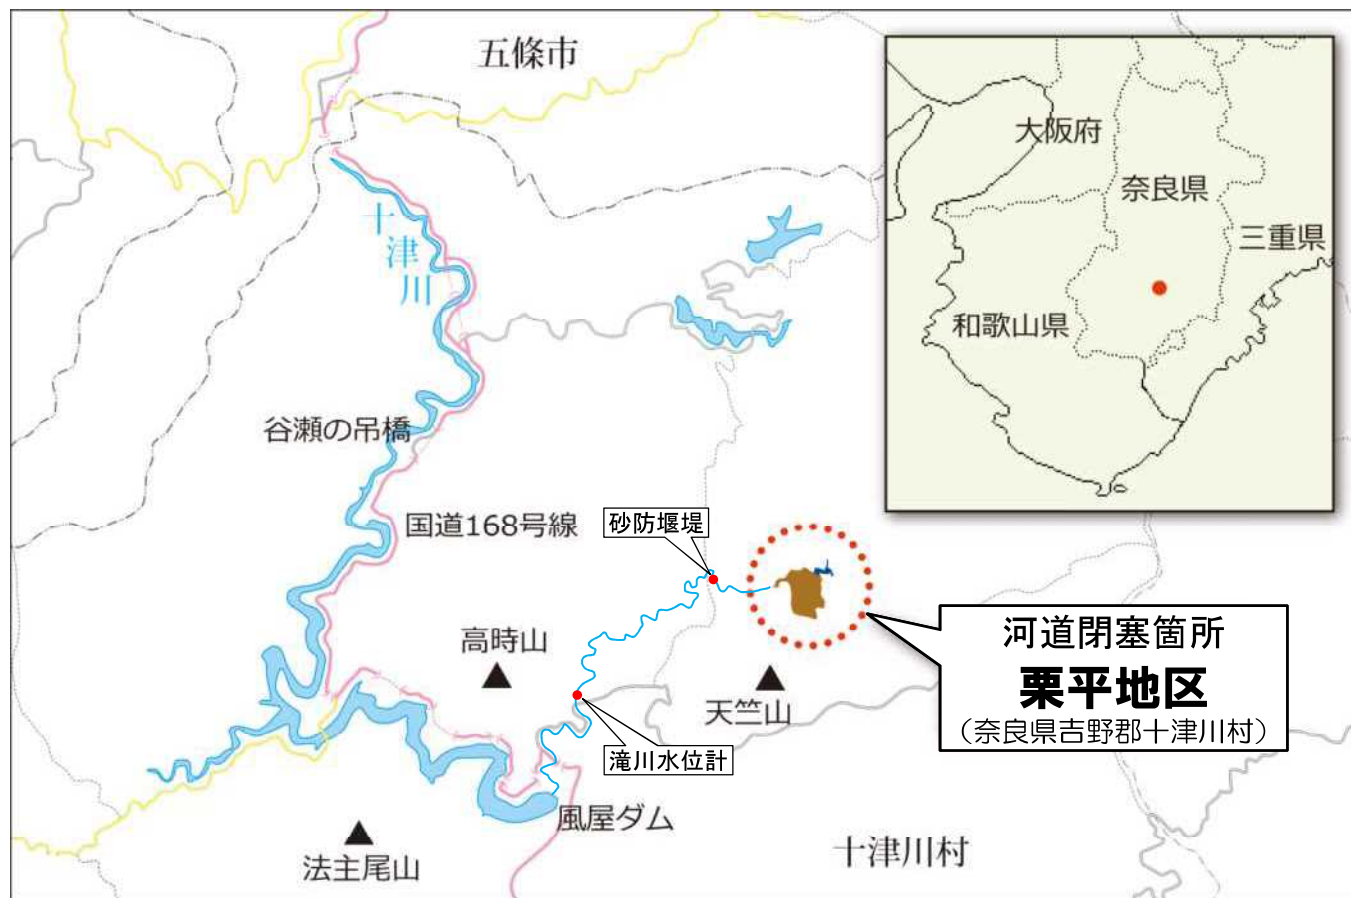 五條市
大阪府
奈良県
三重県
和歌山県
十津川
谷瀬の吊橋
国道168号線
砂防堰堤
高時山
天竺山
河道閉塞箇所
栗平地区
（奈良県吉野郡十津川村）
滝川水位計
風屋ダム
法主尾山
十津川村